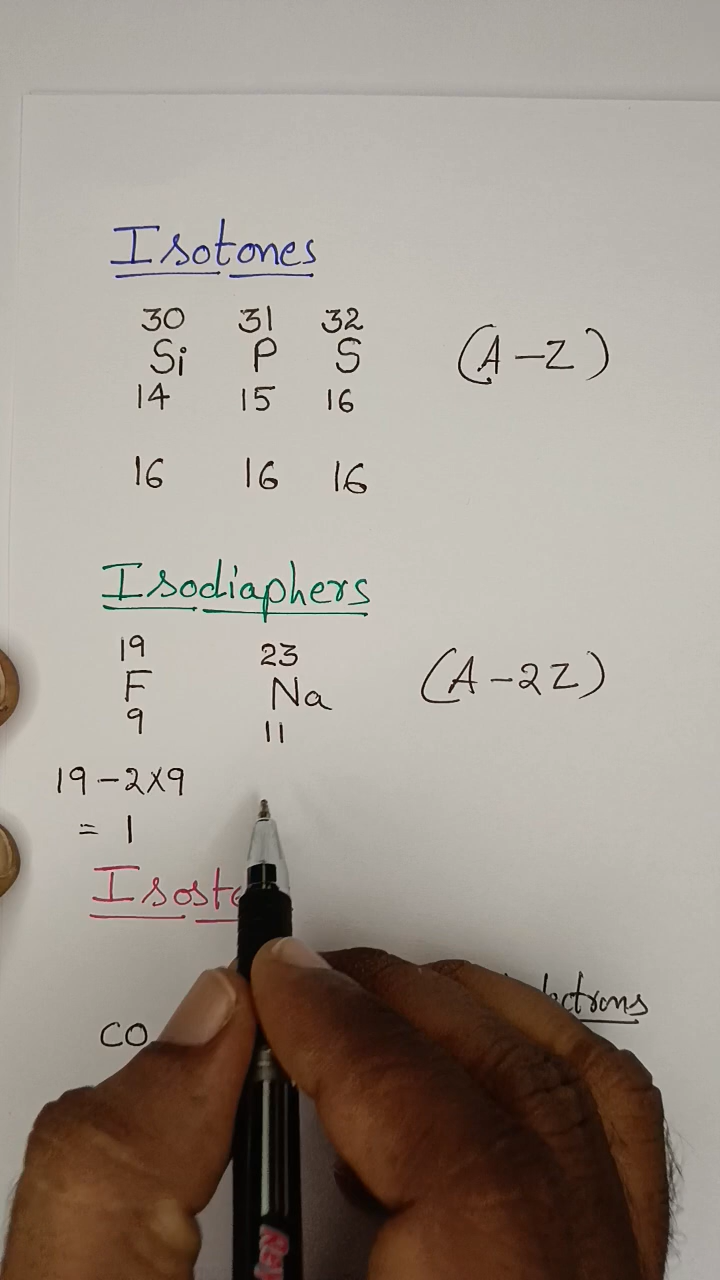 Isotones
30 31 32
Si P S (A-Z)
14 15 16
16 16 16
Isodiaphers
19 23
F Na (A-2Z)
9 11
19-2x9
= 1
CO